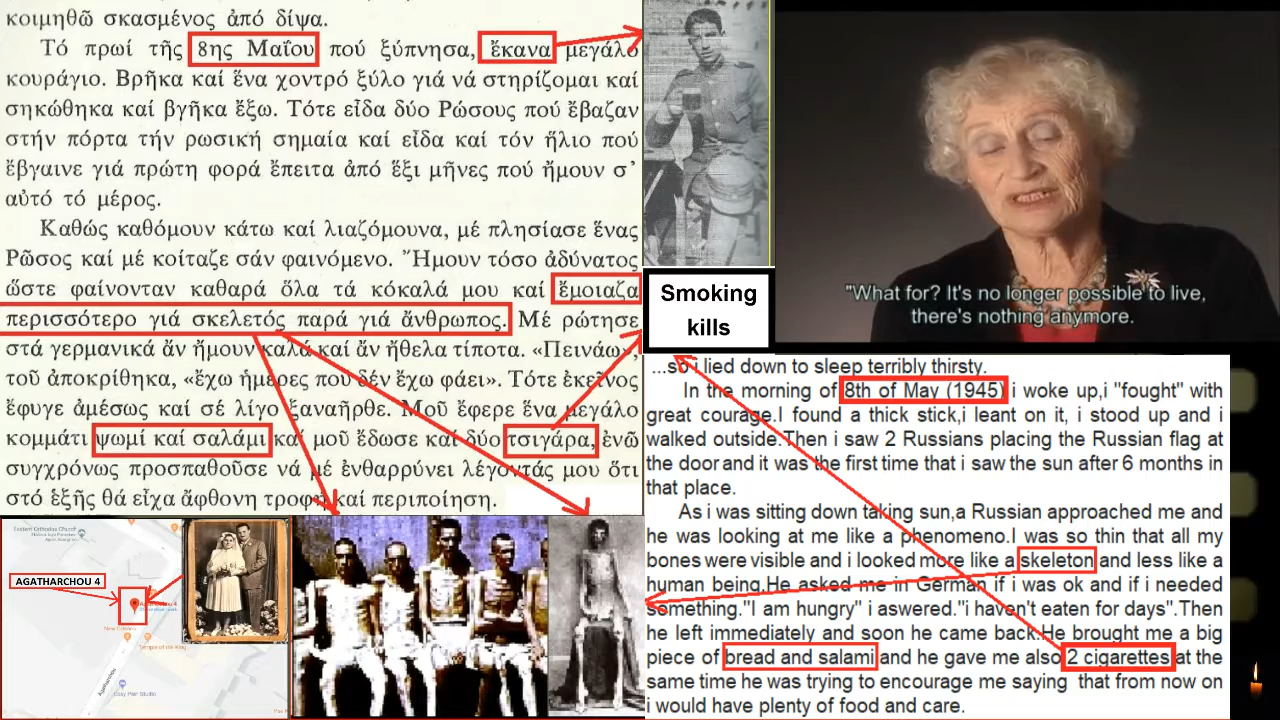 κοιμηθῶ σκασμένος ἀπό δίψα.
Τό πρωί τῆς 8ης Μαΐου πού ξύπνησα, ἔκανα μεγάλο
κουράγιο. Βρῆκα καί ἕνα χοντρό ξύλο γιά νά στηρίζομαι καί
σηκώθηκα καί βγῆκα ἔξω. Τότε εἶδα δύο Ρώσους πού ἔβαζαν
στήν πόρτα τήν ρωσική σημαία καί εἶδα καί τόν ἥλιο πού
ἔβγαινε γιά πρώτη φορά ἔπειτα ἀπό ἕξι μῆνες πού ἤμουν σ'
αὐτό τό μέρος.
Καθώς καθόμουν κάτω καί λιαζόμουνα, μέ πλησίασε ἕνας
Ρῶσος καί μέ κοίταζε σάν φαινόμενο. Ἤμουν τόσο ἀδύνατος
ὥστε φαίνονταν καθαρά ὅλα τά κόκαλά μου καί ἔμοιαζα
περισσότερο γιά σκελετός παρά γιά ἄνθρωπος. Μέ ρώτησε
στά γερμανικά ἄν ἤμουν καλά καί ἄν ἤθελα τίποτα. «Πεινάω»,
τοῦ ἀποκρίθηκα, «ἔχω ἡμέρες πού δέν ἔχω φάει». Τότε ἐκεῖνος
ἔφυγε ἀμέσως καί σέ λίγο ξαναῆρθε. Μοῦ ἔφερε ἕνα μεγάλο
κομμάτι ψωμί καί σαλάμι καί μοῦ ἔδωσε καί δύο τσιγάρα, ἐνῶ
συγχρόνως προσπαθοῦσε νά μέ ἐνθαρρύνει λέγοντάς μου ὅτι
στό ἑξῆς θά εἶχα ἄφθονη τροφή καί περιποίηση.
Smoking
kills
"What for? It's no longer possible to live,
there's nothing anymore.
...so i lied down to sleep terribly thirsty.
In the morning of 8th of May (1945) i woke up,i "fought" with
great courage.I found a thick stick,i leant on it, i stood up and i
walked outside.Then i saw 2 Russians placing the Russian flag at
the door and it was the first time that i saw the sun after 6 months in
that place.
As i was sitting down taking sun,a Russian approached me and
he was looking at me like a phenomeno.I was so thin that all my
bones were visible and i looked more like a skeleton and less like a
human being.He asked me in German if i was ok and if i needed
something."I am hungry" i aswered."i haven't eaten for days".Then
he left immediately and soon he came back.He brought me a big
piece of bread and salami and he gave me also 2 cigarettes at the
same time he was trying to encourage me saying that from now on
i would have plenty of food and care.
AGATHARCHOU 4
Eastern Orthodox Church
Agatharchou 4
Temple of the King
Cozy Pan Studio